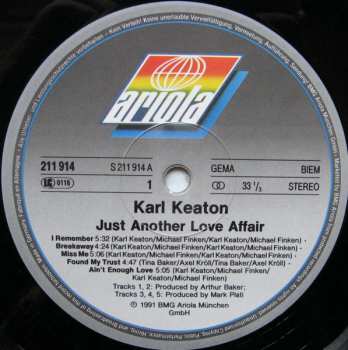 ariola
211 914 S 211 914 A GEMA BIEM
LC 0116 1 33 1/3 STEREO
Karl Keaton
Just Another Love Affair
I Remember 5:32 (Karl Keaton/Michael Finken/Karl Keaton/Michael Finken)
Breakaway 4:24 (Karl Keaton/Michael Finken/Karl Keaton/Michael Finken)
Miss Me 5:06 (Karl Keaton/Michael Finken/Karl Keaton/Michael Finken)
Found My Trust 4:47 (Tina Baker/Axel Kröll/Tina Baker/Axel Kröll)
Ain't Enough Love 5:05 (Karl Keaton/Michael Finken/
Karl Keaton/Michael Finken)
Tracks 1, 2: Produced by Arthur Baker;
Tracks 3, 4, 5: Produced by Mark Plati
Ⓟ 1991 BMG Ariola München
GmbH